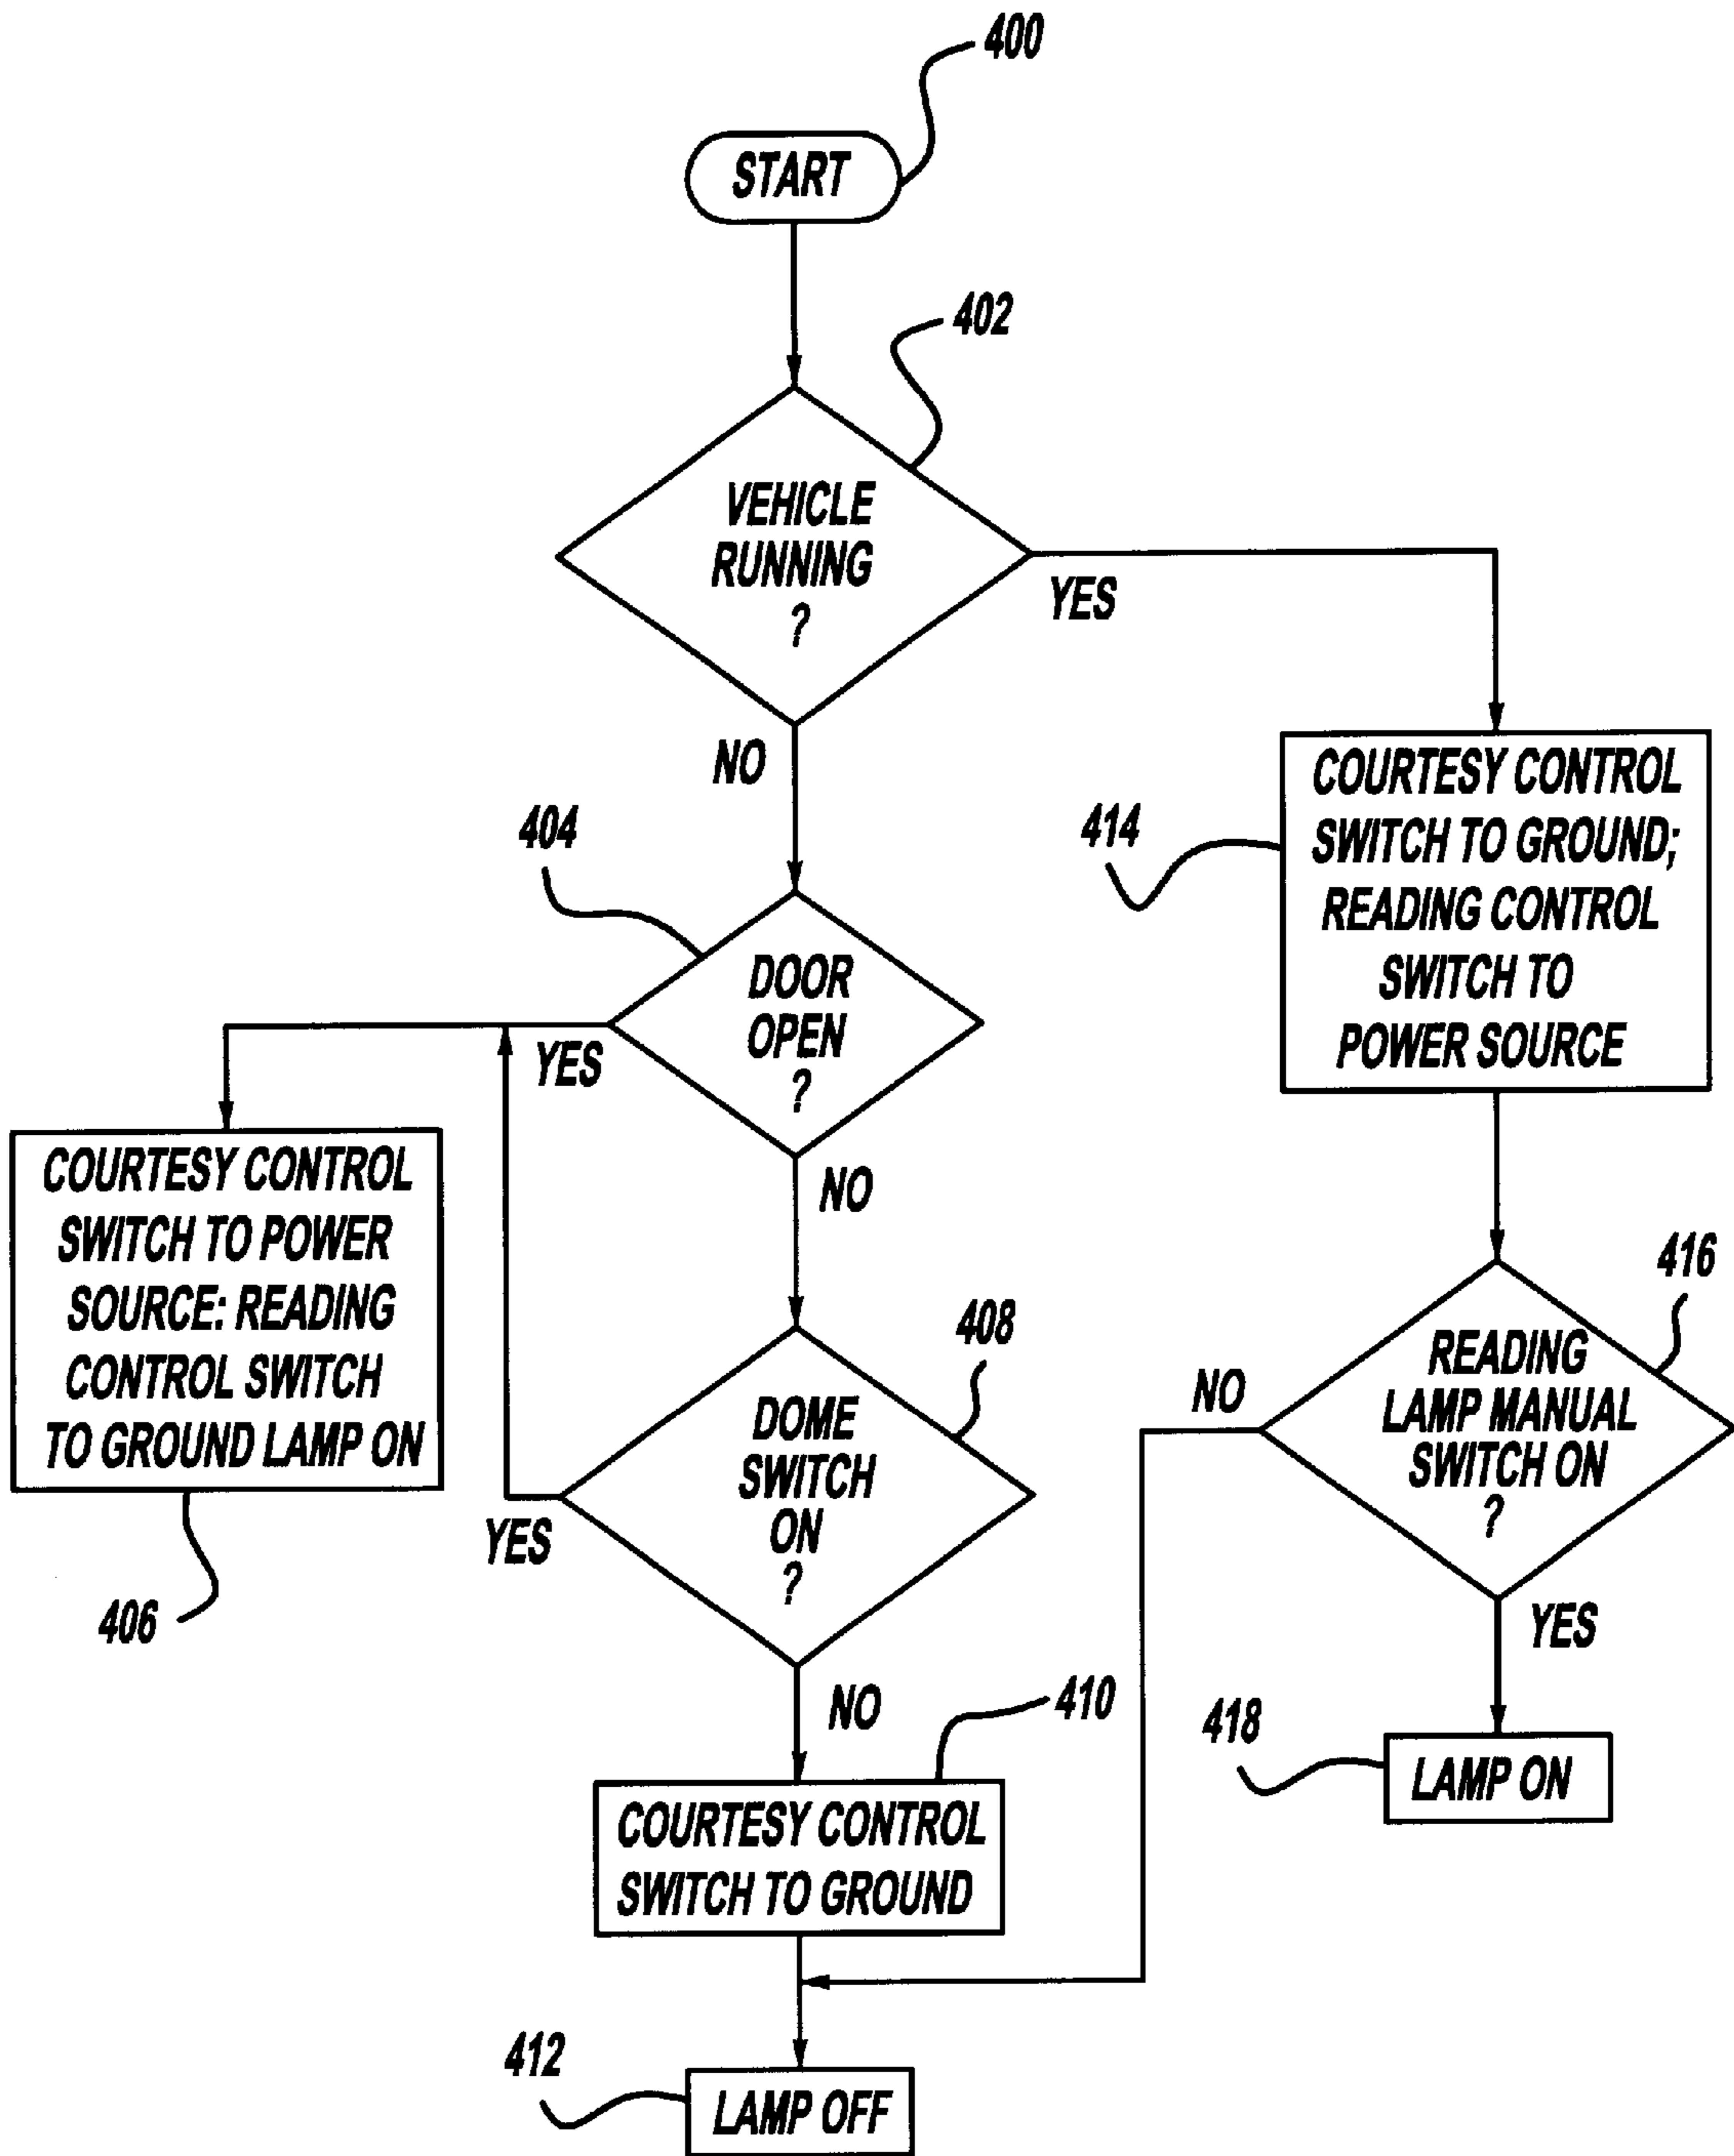 400
START
402
VEHICLE
RUNNING
?
YES
NO
414
COURTESY CONTROL
SWITCH TO GROUND;
READING CONTROL
SWITCH TO
POWER SOURCE
404
DOOR
OPEN
?
YES
NO
COURTESY CONTROL
SWITCH TO POWER
SOURCE: READING
CONTROL SWITCH
TO GROUND LAMP ON
406
408
DOME
SWITCH
ON
?
YES
NO
416
READING
LAMP MANUAL
SWITCH ON
?
NO
YES
410
COURTESY CONTROL
SWITCH TO GROUND
418
LAMP ON
412
LAMP OFF